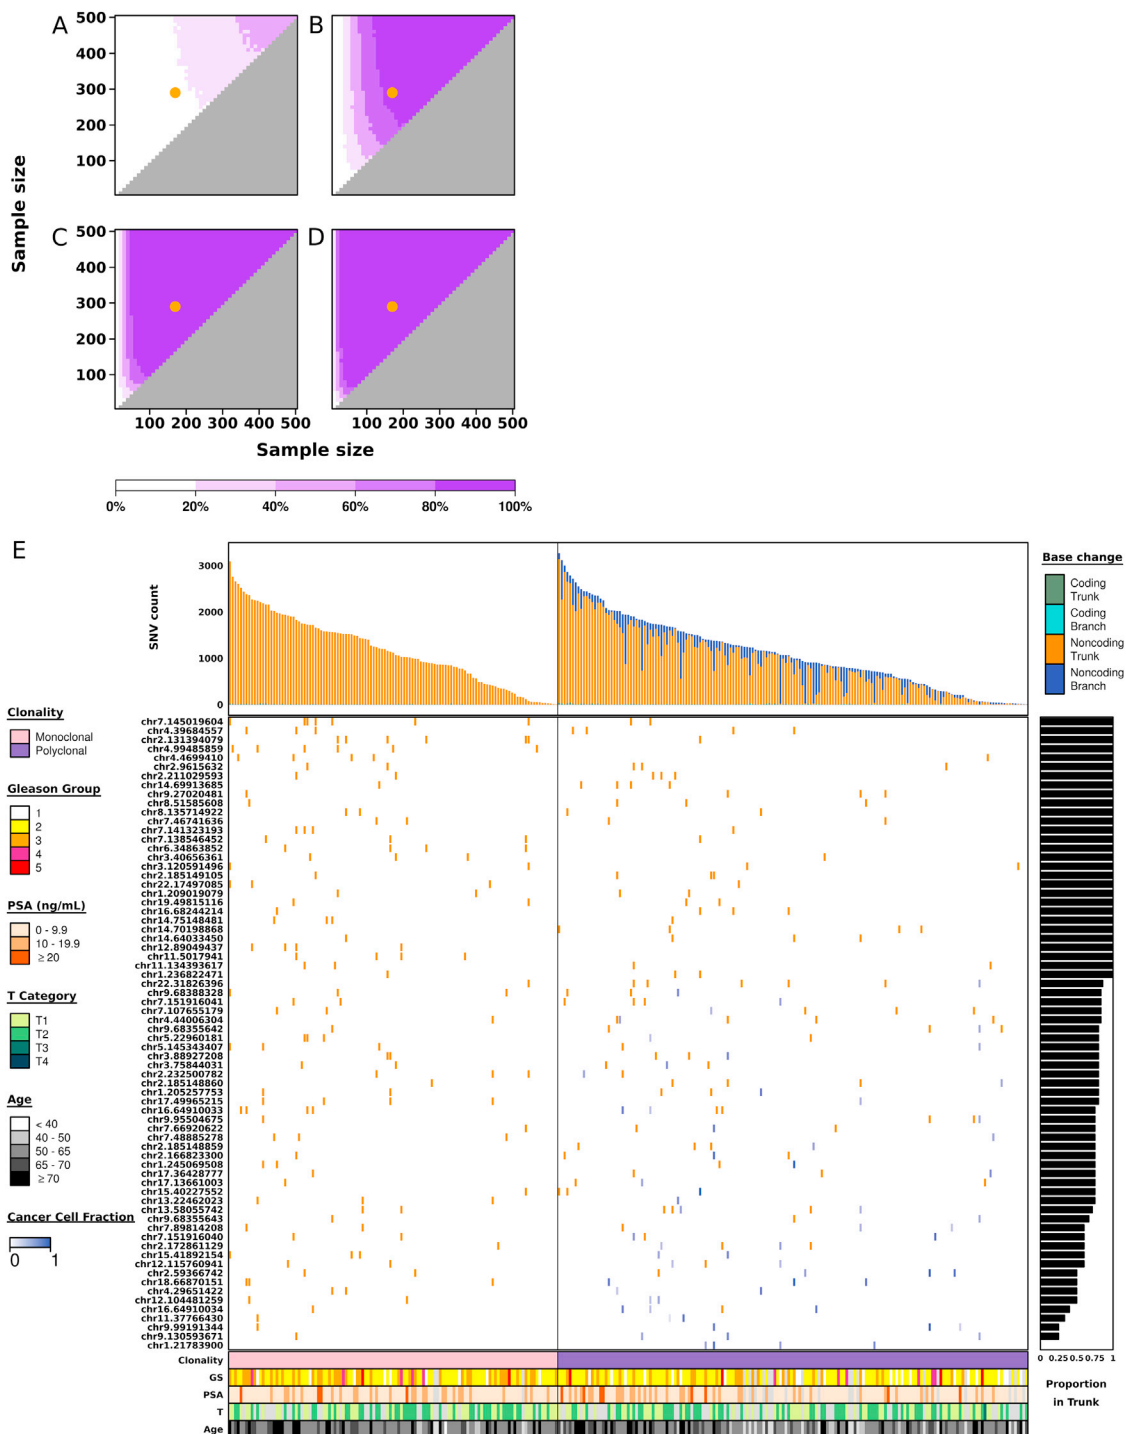 A
B
500
400
300
200
100
C
D
500
400
300
200
100
Sample size
100 200 300 400 500
100 200 300 400 500
Sample size
0% 20% 40% 60% 80% 100%
E
SNV count
3000
2000
1000
0
Base change
Coding
Trunk
Coding
Branch
Noncoding
Trunk
Noncoding
Branch
Clonality
Monoclonal
Polyclonal
Gleason Group
1
2
3
4
5
PSA (ng/mL)
0 - 9.9
10 - 19.9
≥ 20
T Category
T1
T2
T3
T4
Age
< 40
40 - 50
50 - 65
65 - 70
≥ 70
Cancer Cell Fraction
0 1
chr7.145019604
chr4.39684557
chr2.131394079
chr4.99485859
chr4.4699410
chr2.9615632
chr2.211029593
chr14.69913685
chr9.27020481
chr8.51585608
chr8.135714922
chr7.46741636
chr7.141323193
chr7.138546452
chr6.34863852
chr3.40656361
chr3.120591496
chr2.185149105
chr22.17497085
chr1.209019079
chr19.49815116
chr16.68244214
chr14.75148481
chr14.70198868
chr14.64033450
chr12.89049437
chr11.5017941
chr11.134393617
chr1.236822471
chr22.31826396
chr9.68388328
chr7.151916041
chr7.107655179
chr4.44006304
chr9.68355642
chr5.22960181
chr5.145343407
chr3.88927208
chr3.75844031
chr2.232500782
chr2.185148860
chr1.205257753
chr17.49965215
chr16.64910033
chr9.95504675
chr7.66920622
chr7.48885278
chr2.185148859
chr2.166823300
chr1.245069508
chr17.36428777
chr17.13661003
chr15.40227552
chr13.22462023
chr13.58055742
chr9.68355643
chr7.89814208
chr7.151916040
chr2.172861129
chr15.41892154
chr12.115760941
chr2.59366742
chr18.66870151
chr4.29651422
chr12.104481259
chr16.64910034
chr11.37766430
chr9.99191344
chr9.130593671
chr1.21783900
Clonality
GS
PSA
T
Age
0 0.25 0.5 0.75 1
Proportion
in Trunk